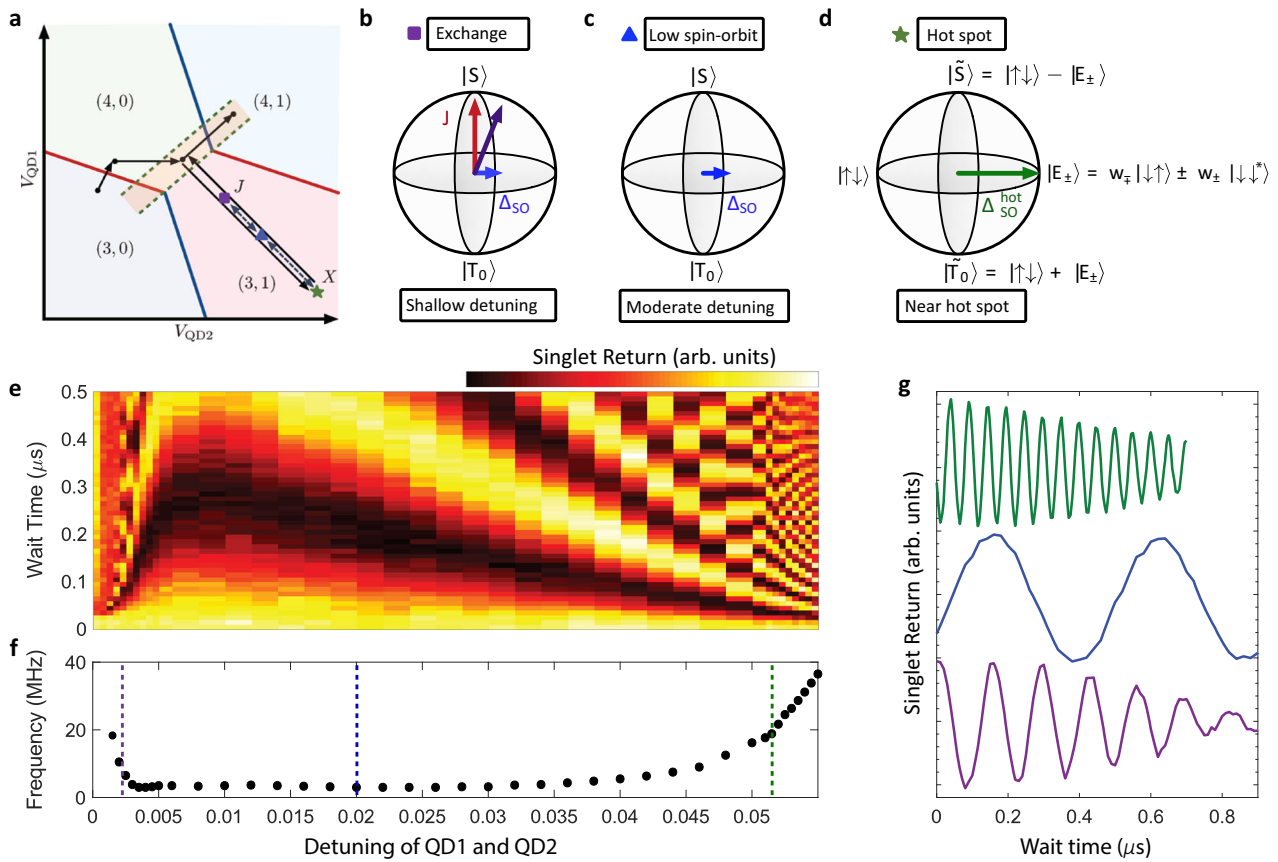 a
V_QD1
(4, 0)
(4, 1)
(3, 0)
(3, 1)
J
X
V_QD2
b
Exchange
|S⟩
J
Δ_SO
|T_0⟩
Shallow detuning
c
Low spin-orbit
|S⟩
Δ_SO
|T_0⟩
Moderate detuning
d
Hot spot
|S̃⟩ = |↑↓⟩ − |E_±⟩
|↑↓⟩
|E_±⟩ = w_∓ |↓↑⟩ ± w_± |↓↓*⟩
Δ_SO^hot
|T̃_0⟩ = |↑↓⟩ + |E_±⟩
Near hot spot
Singlet Return (arb. units)
e
Wait Time (μs)
0.5
0.4
0.3
0.2
0.1
0
f
Frequency (MHz)
40
20
0
0 0.005 0.01 0.015 0.02 0.025 0.03 0.035 0.04 0.045 0.05
Detuning of QD1 and QD2
g
Singlet Return (arb. units)
0 0.2 0.4 0.6 0.8
Wait time (μs)